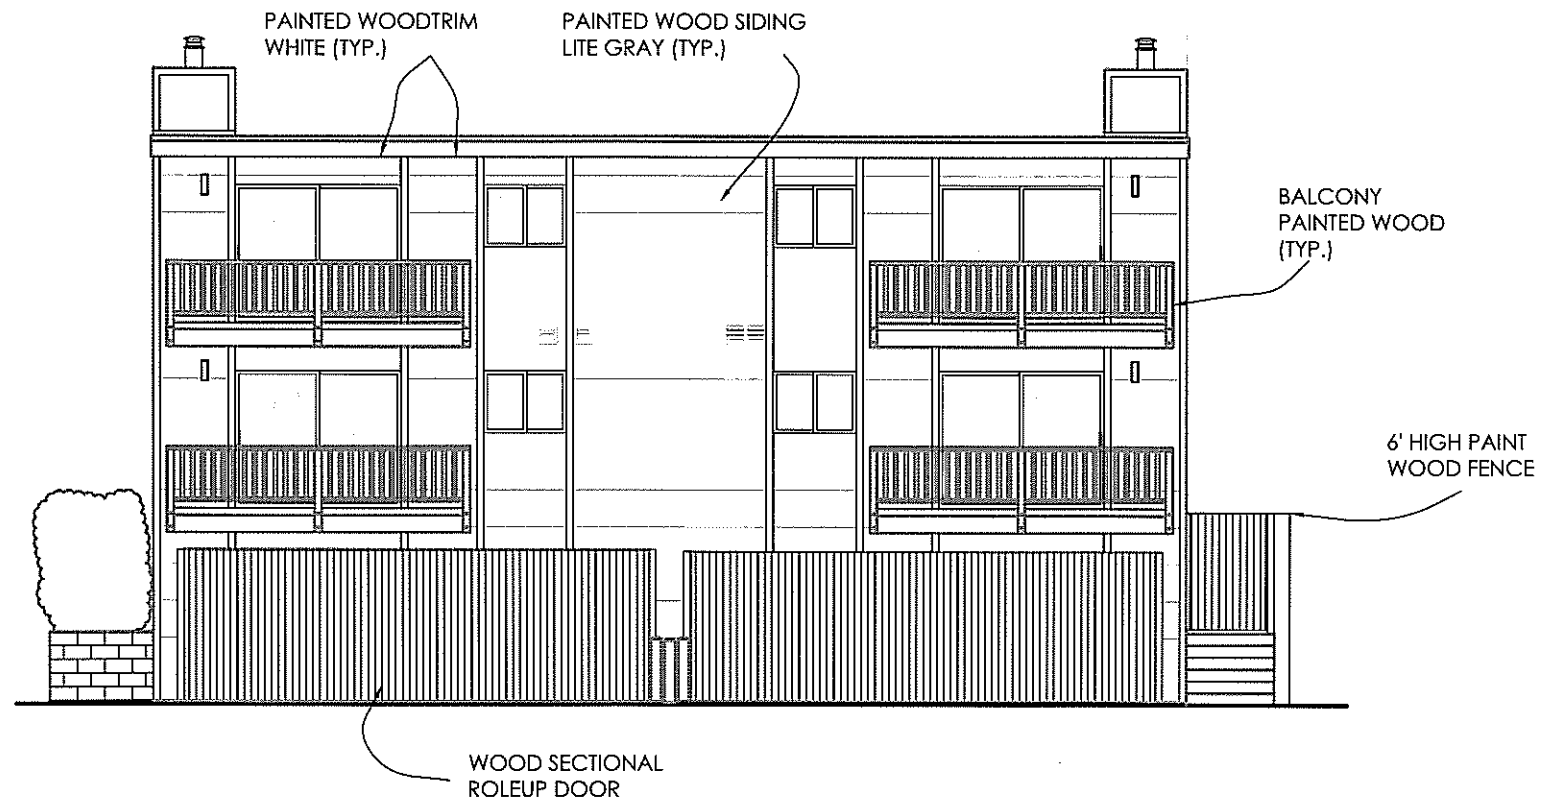 PAINTED WOODTRIM
WHITE (TYP.)
PAINTED WOOD SIDING
LITE GRAY (TYP.)
BALCONY
PAINTED WOOD
(TYP.)
6' HIGH PAINT
WOOD FENCE
WOOD SECTIONAL
ROLEUP DOOR